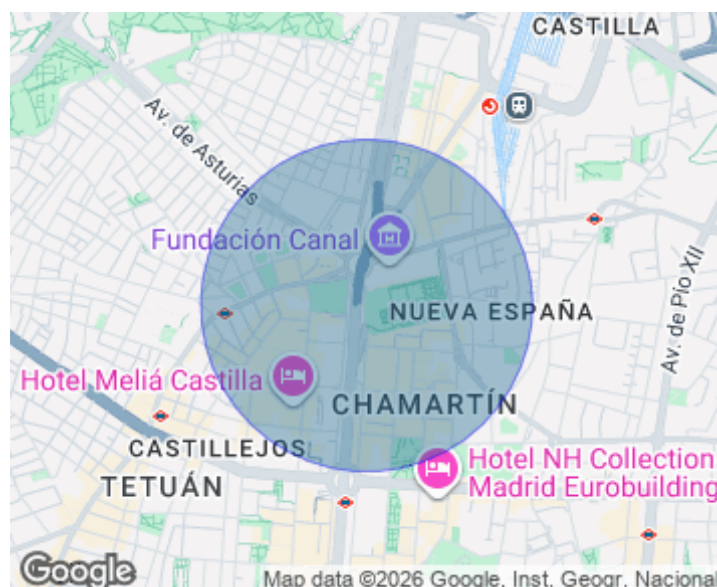 CASTILLA
Av. de Asturias
Fundación Canal
NUEVA ESPAÑA
Av. de Pío XII
Hotel Meliá Castilla
CHAMARTÍN
CASTILLEJOS
TETUÁN
Hotel NH Collection
Madrid Eurobuilding
Google
Map data ©2026 Google, Inst. Geogr. Nacional